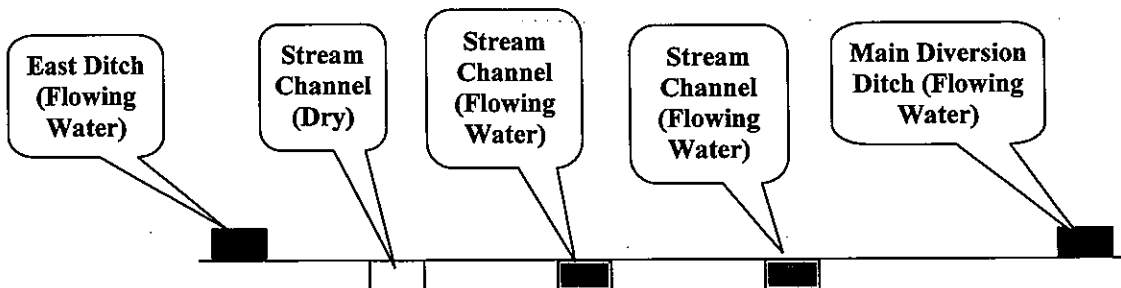 East Ditch
(Flowing
Water)
Stream
Channel
(Dry)
Stream
Channel
(Flowing
Water)
Stream
Channel
(Flowing
Water)
Main Diversion
Ditch (Flowing
Water)